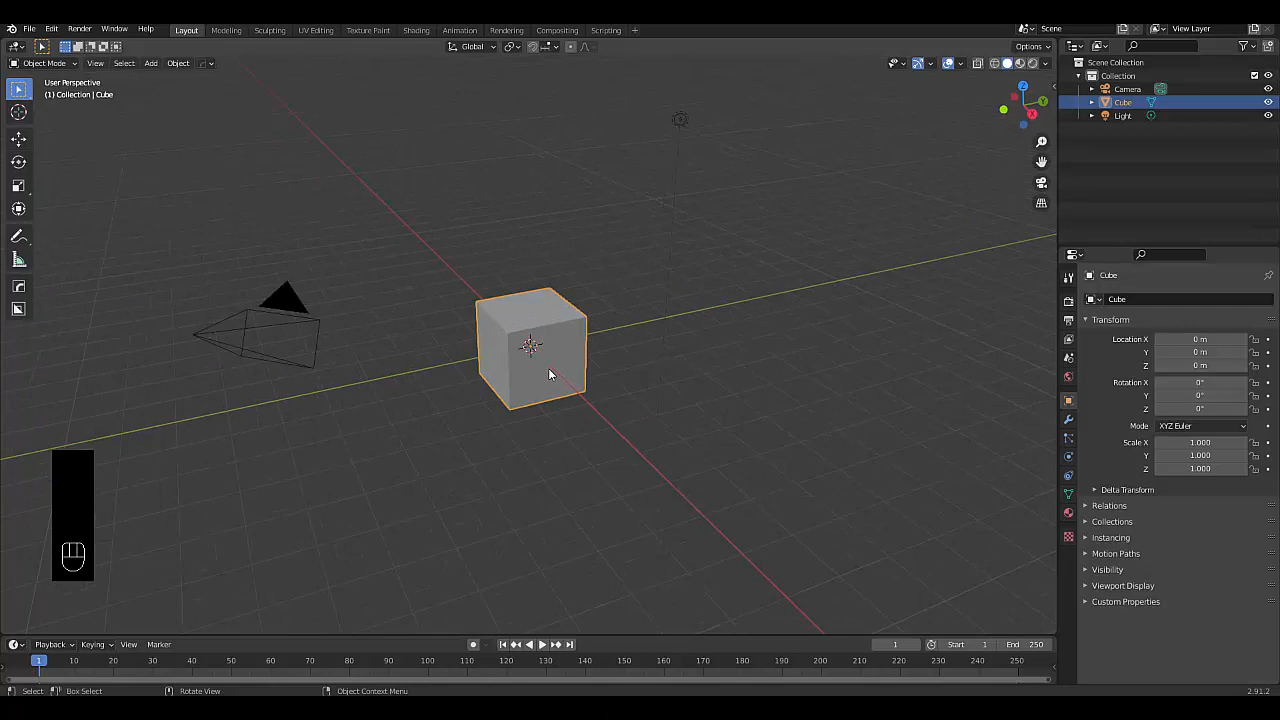 File Edit Render Window Help Layout Modeling Sculpting UV Editing Texture Paint Shading Animation Rendering Compositing Scripting + Scene View Layer
Global Options
Object Mode View Select Add Object
User Perspective
(1) Collection | Cube
Z
Y
X
Scene Collection
Collection
Camera
Cube
Light
Cube
Cube
Transform
Location X 0 m
Y 0 m
Z 0 m
Rotation X 0°
Y 0°
Z 0°
Mode XYZ Euler
Scale X 1.000
Y 1.000
Z 1.000
Delta Transform
Relations
Collections
Instancing
Motion Paths
Visibility
Viewport Display
Custom Properties
Playback Keying View Marker 1 Start 1 End 250
1 10 20 30 40 50 60 70 80 90 100 110 120 130 140 150 160 170 180 190 200 210 220 230 240 250
Select Box Select Rotate View Object Context Menu 2.91.2